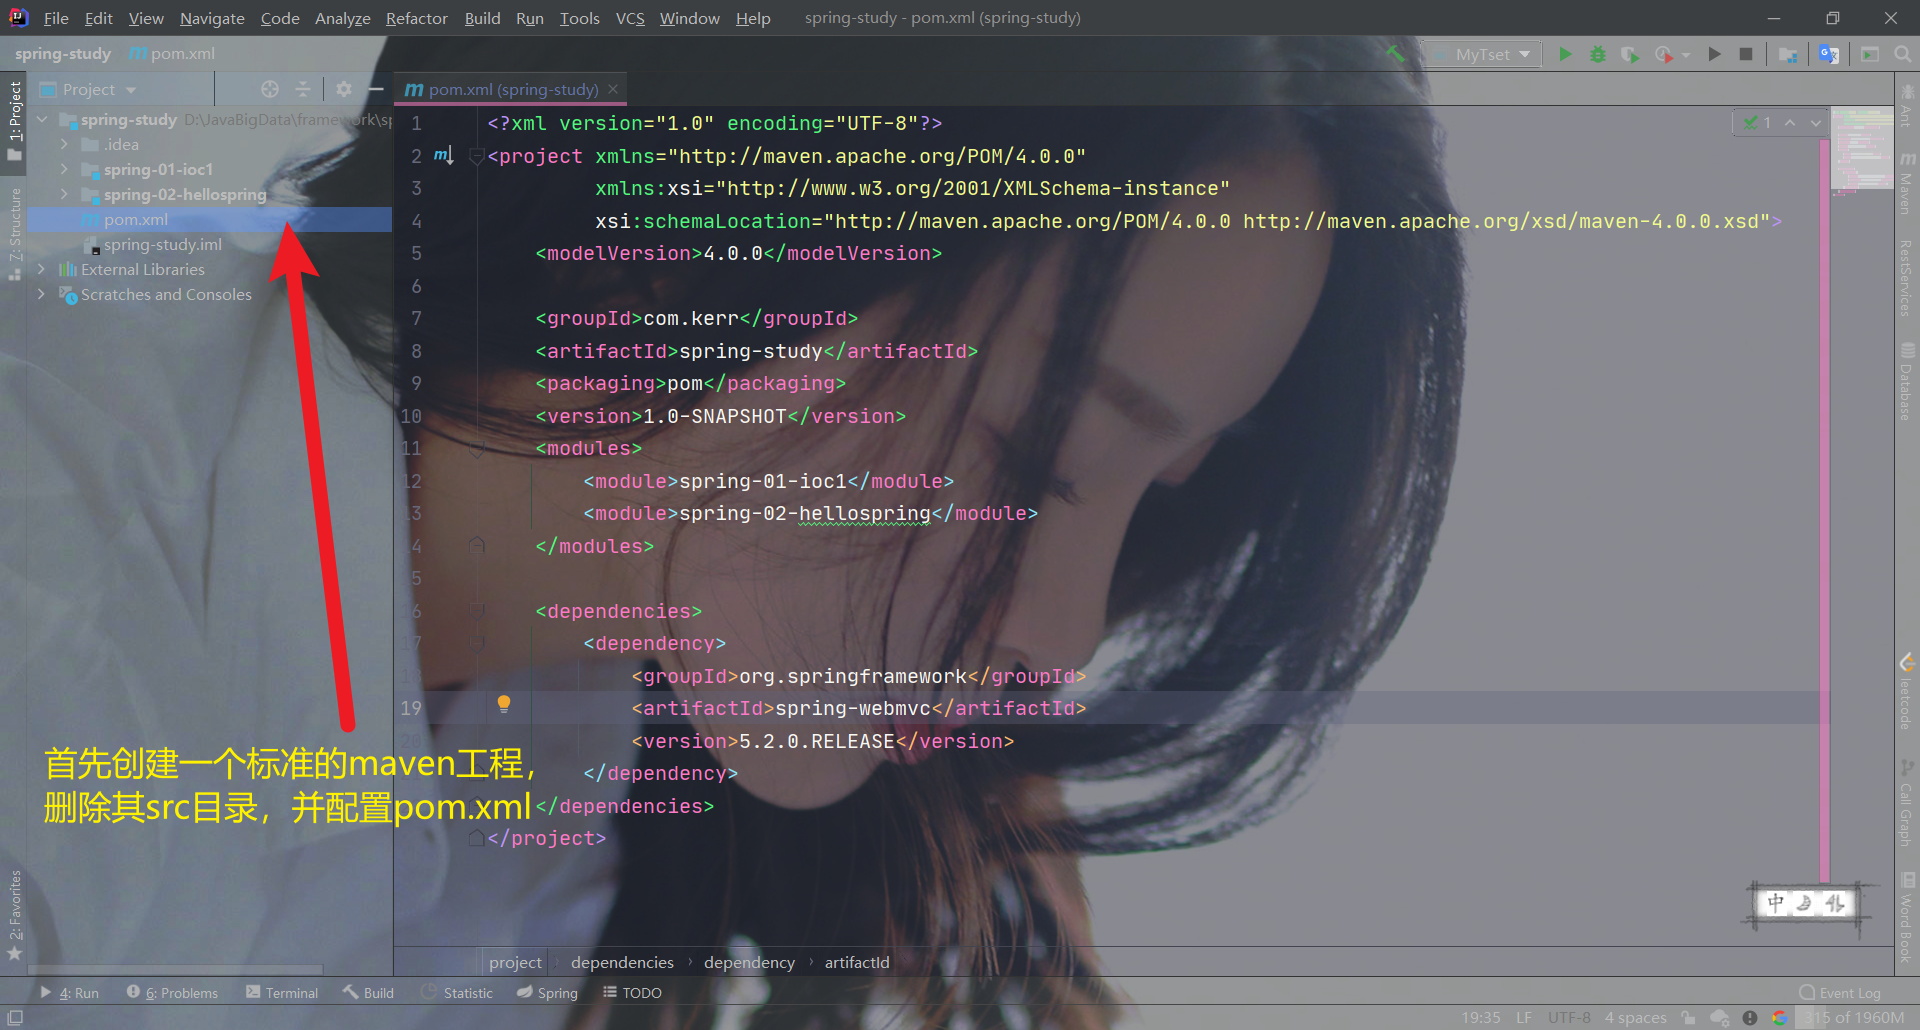 File Edit View Navigate Code Analyze Refactor Build Run Tools VCS Window Help spring-study - pom.xml (spring-study)
spring-study pom.xml MyTset
Project pom.xml (spring-study)
1: Project
Z: Structure
2: Favorites
spring-study D:\JavaBigData\framework\sp
.idea
spring-01-ioc1
spring-02-hellospring
pom.xml
spring-study.iml
External Libraries
Scratches and Consoles
1 <?xml version="1.0" encoding="UTF-8"?>
2 <project xmlns="http://maven.apache.org/POM/4.0.0"
3 xmlns:xsi="http://www.w3.org/2001/XMLSchema-instance"
4 xsi:schemaLocation="http://maven.apache.org/POM/4.0.0 http://maven.apache.org/xsd/maven-4.0.0.xsd">
5 <modelVersion>4.0.0</modelVersion>
6
7 <groupId>com.kerr</groupId>
8 <artifactId>spring-study</artifactId>
9 <packaging>pom</packaging>
10 <version>1.0-SNAPSHOT</version>
11 <modules>
12 <module>spring-01-ioc1</module>
13 <module>spring-02-hellospring</module>
14 </modules>
15
16 <dependencies>
17 <dependency>
18 <groupId>org.springframework</groupId>
19 <artifactId>spring-webmvc</artifactId>
20 <version>5.2.0.RELEASE</version>
</dependency>
</dependencies>
</project>
首先创建一个标准的maven工程，
删除其src目录，并配置pom.xml
1
Ant
Maven
RestServices
Database
leetcode
Call Graph
Word Book
中
project dependencies dependency artifactId
4: Run 6: Problems Terminal Build Statistic Spring TODO Event Log
19:35 LF UTF-8 4 spaces 315 of 1960M